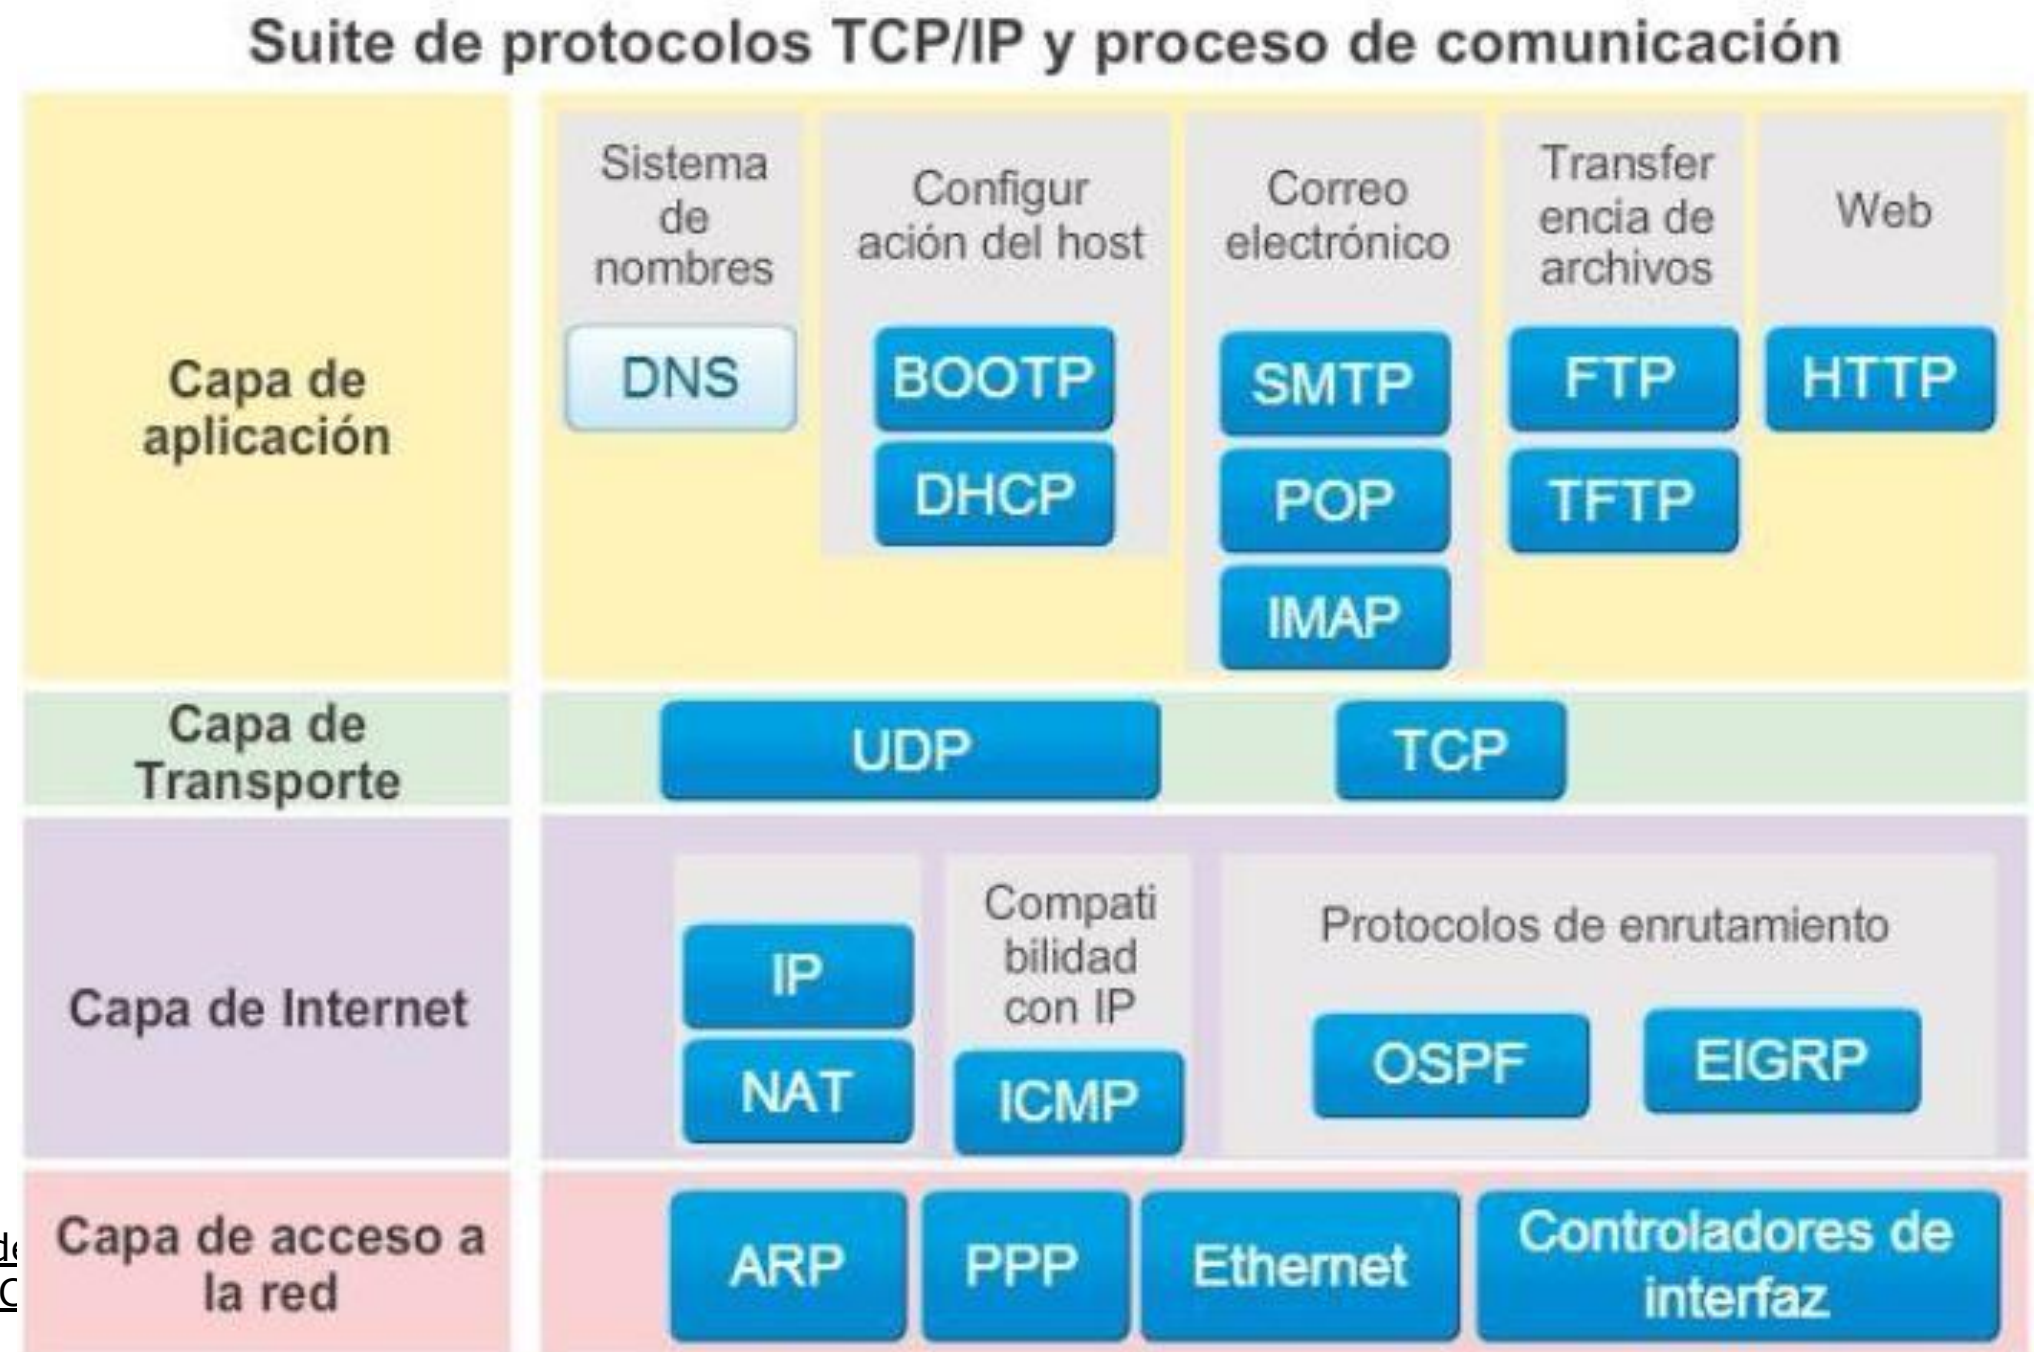 Suite de protocolos TCP/IP y proceso de comunicación
Capa de
aplicación
Sistema
de
nombres
DNS
Configur
ación del host
BOOTP
DHCP
Correo
electrónico
SMTP
POP
IMAP
Transfer
encia de
archivos
FTP
TFTP
Web
HTTP
Capa de
Transporte
UDP
TCP
Capa de Internet
IP
NAT
Compati
bilidad
con IP
ICMP
Protocolos de enrutamiento
OSPF
EIGRP
Capa de acceso a
la red
ARP
PPP
Ethernet
Controladores de
interfaz